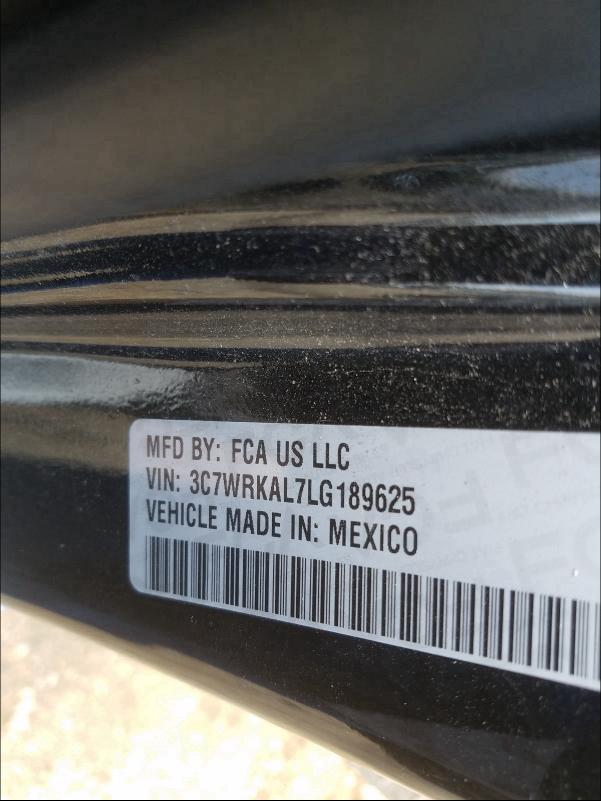 MFD BY: FCA US LLC
VIN: 3C7WRKAL7LG189625
VEHICLE MADE IN: MEXICO